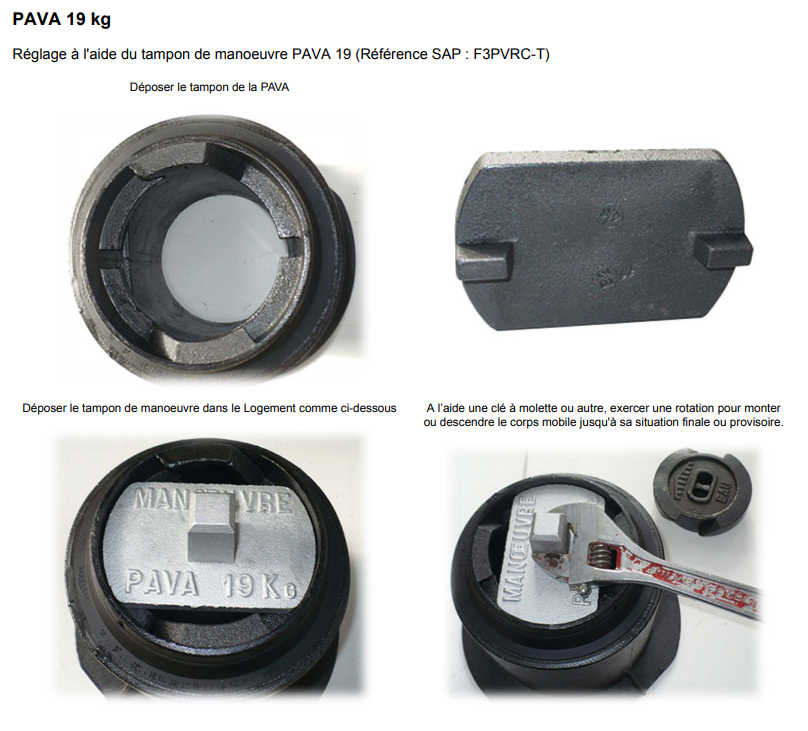 PAVA 19 kg
Réglage à l'aide du tampon de manoeuvre PAVA 19 (Référence SAP : F3PVRC-T)
Déposer le tampon de la PAVA
Déposer le tampon de manoeuvre dans le Logement comme ci-dessous
A l'aide une clé à molette ou autre, exercer une rotation pour monter
ou descendre le corps mobile jusqu'à sa situation finale ou provisoire.
MANŒUVRE
PAVA 19KG
MANŒUVRE
EAU